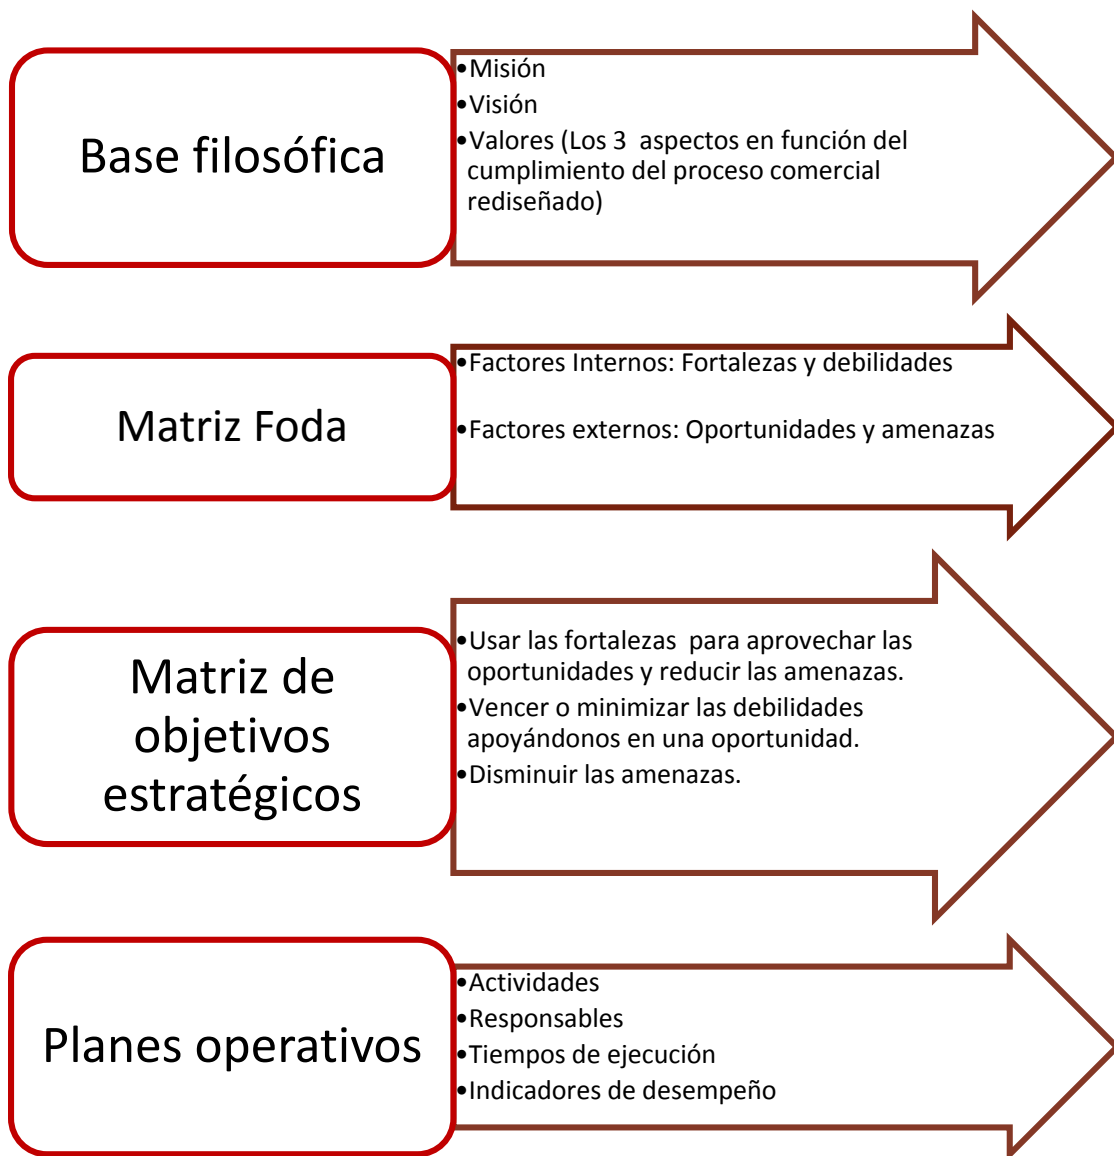 Base filosófica
•Misión
•Visión
•Valores (Los 3  aspectos en función del
cumplimiento del proceso comercial
rediseñado)
Matriz Foda
•Factores Internos: Fortalezas y debilidades
•Factores externos: Oportunidades y amenazas
Matriz de
objetivos
estratégicos
•Usar las fortalezas  para aprovechar las
oportunidades y reducir las amenazas.
•Vencer o minimizar las debilidades
apoyándonos en una oportunidad.
•Disminuir las amenazas.
Planes operativos
•Actividades
•Responsables
•Tiempos de ejecución
•Indicadores de desempeño